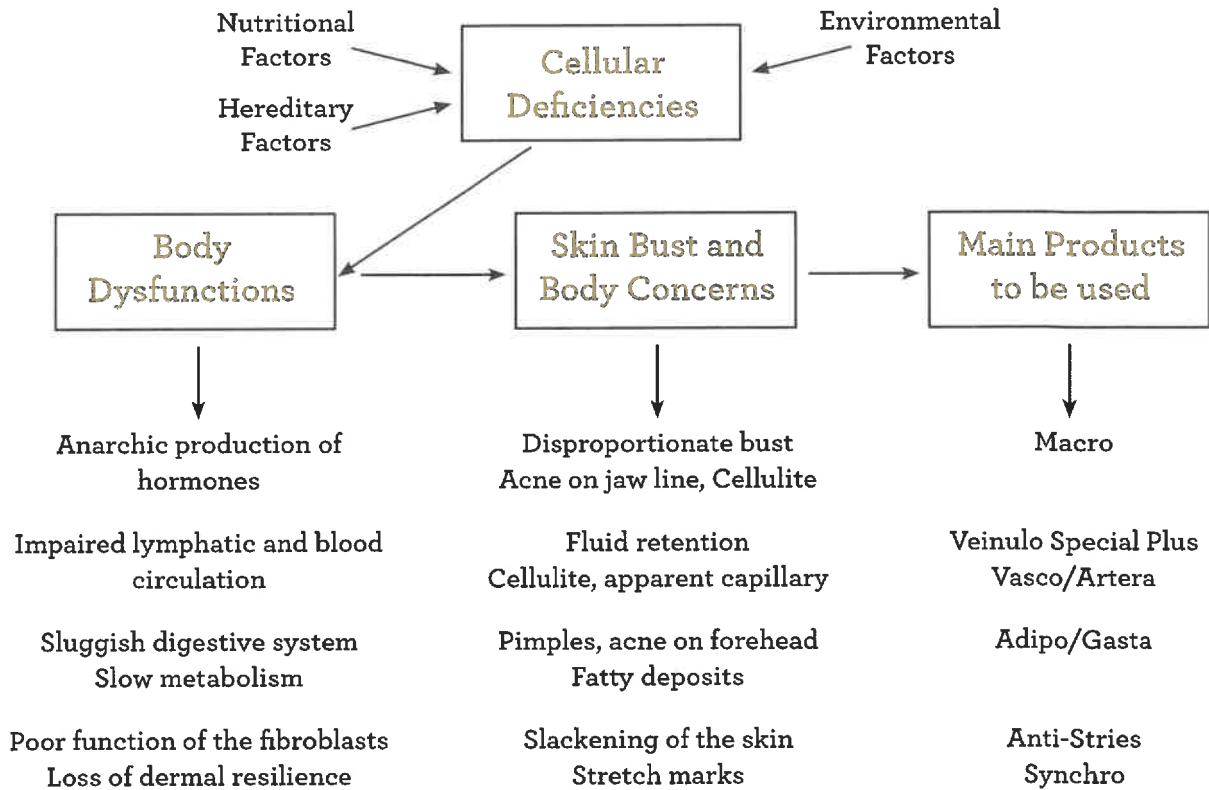 Nutritional
Factors
Hereditary
Factors
Cellular
Deficiencies
Environmental
Factors
Body
Dysfunctions
Skin Bust and
Body Concerns
Main Products
to be used
Anarchic production of
hormones
Disproportionate bust
Acne on jaw line, Cellulite
Macro
Impaired lymphatic and blood
circulation
Fluid retention
Cellulite, apparent capillary
Veinulo Special Plus
Vasco/Artera
Sluggish digestive system
Slow metabolism
Pimples, acne on forehead
Fatty deposits
Adipo/Gasta
Poor function of the fibroblasts
Loss of dermal resilience
Slackening of the skin
Stretch marks
Anti-Stries
Synchro